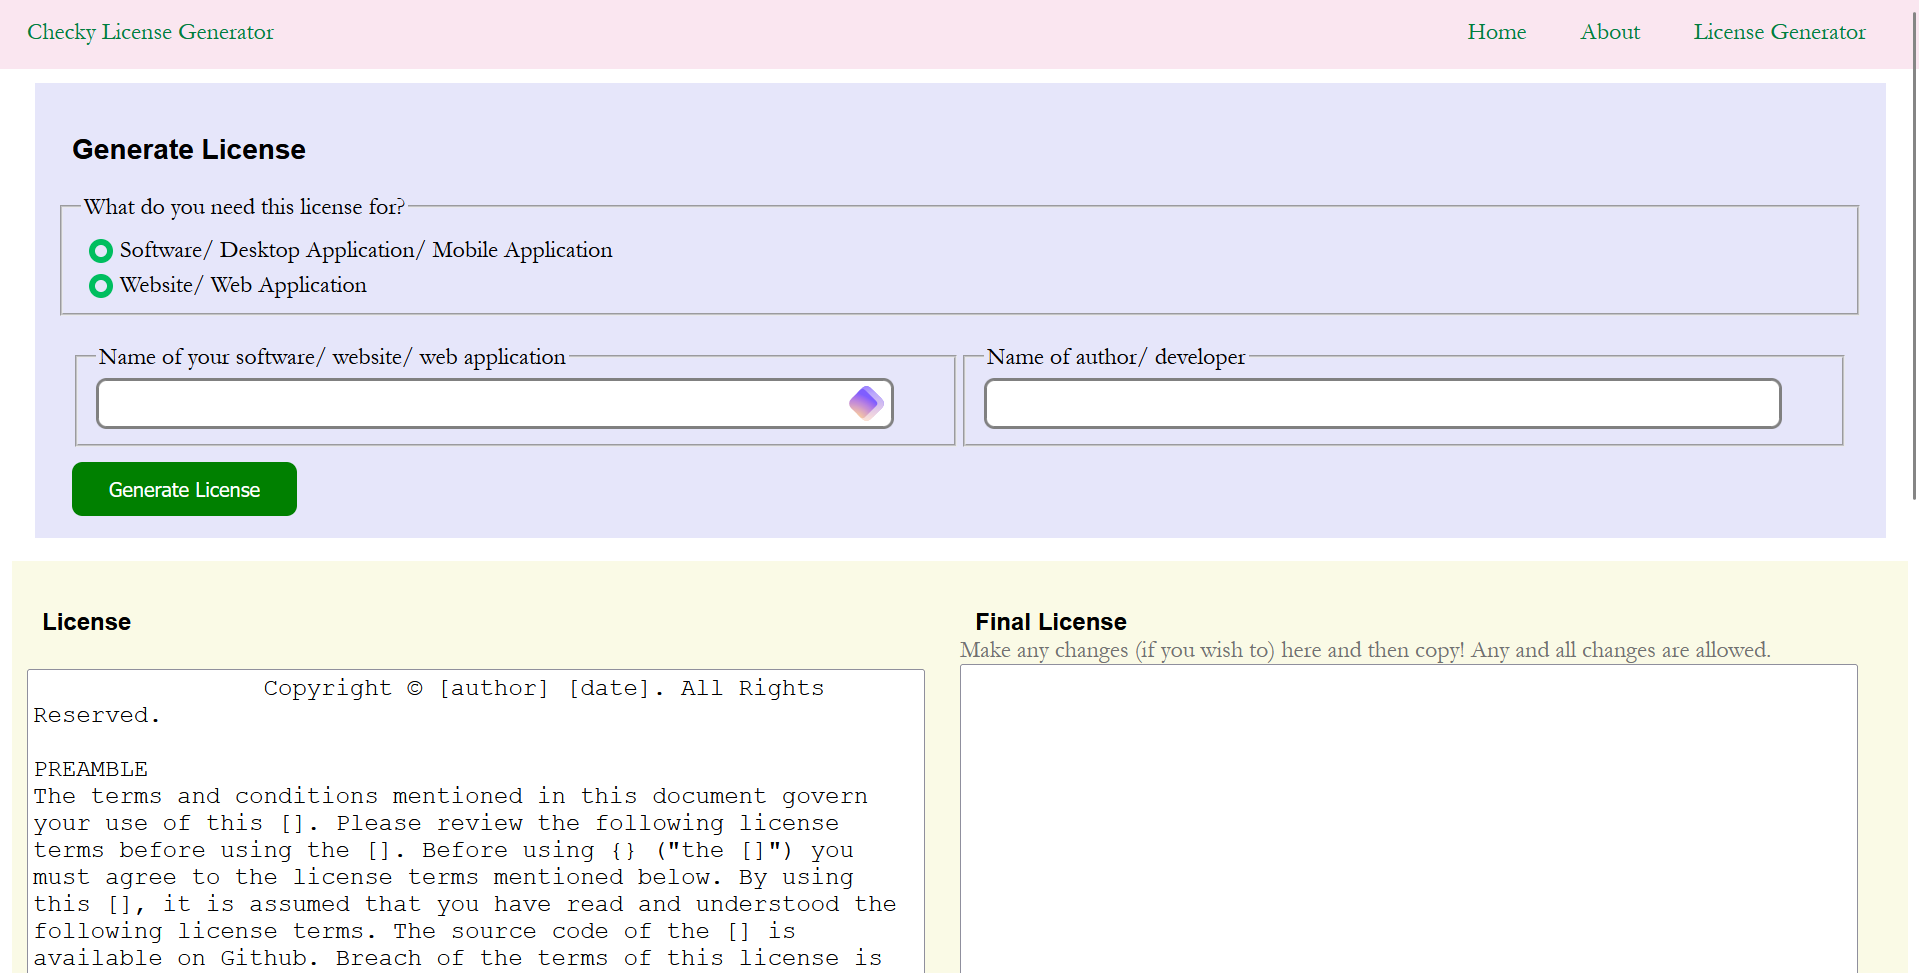 Checky License Generator
Home
About
License Generator
Generate License
What do you need this license for?
Software/ Desktop Application/ Mobile Application
Website/ Web Application
Name of your software/ website/ web application
Name of author/ developer
Generate License
License
Copyright © [author] [date]. All Rights
Reserved.
PREAMBLE
The terms and conditions mentioned in this document govern
your use of this []. Please review the following license
terms before using the []. Before using {} ("the []") you
must agree to the license terms mentioned below. By using
this [], it is assumed that you have read and understood the
following license terms. The source code of the [] is
available on Github. Breach of the terms of this license is
Final License
Make any changes (if you wish to) here and then copy! Any and all changes are allowed.